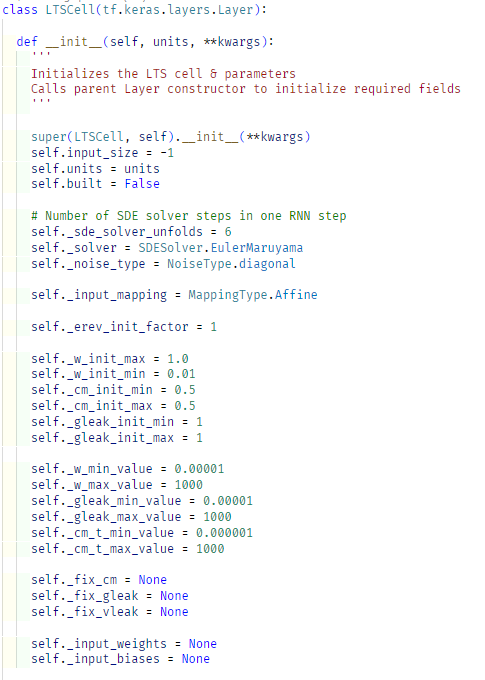 class LTSCell(tf.keras.layers.Layer):
def __init__(self, units, **kwargs):
'''
Initializes the LTS cell & parameters
Calls parent Layer constructor to initialize required fields
'''
super(LTSCell, self).__init__(**kwargs)
self.input_size = -1
self.units = units
self.built = False
# Number of SDE solver steps in one RNN step
self._sde_solver_unfolds = 6
self._solver = SDESolver.EulerMaruyama
self._noise_type = NoiseType.diagonal
self._input_mapping = MappingType.Affine
self._erev_init_factor = 1
self._w_init_max = 1.0
self._w_init_min = 0.01
self._cm_init_min = 0.5
self._cm_init_max = 0.5
self._gleak_init_min = 1
self._gleak_init_max = 1
self._w_min_value = 0.00001
self._w_max_value = 1000
self._gleak_min_value = 0.00001
self._gleak_max_value = 1000
self._cm_t_min_value = 0.000001
self._cm_t_max_value = 1000
self._fix_cm = None
self._fix_gleak = None
self._fix_vleak = None
self._input_weights = None
self._input_biases = None